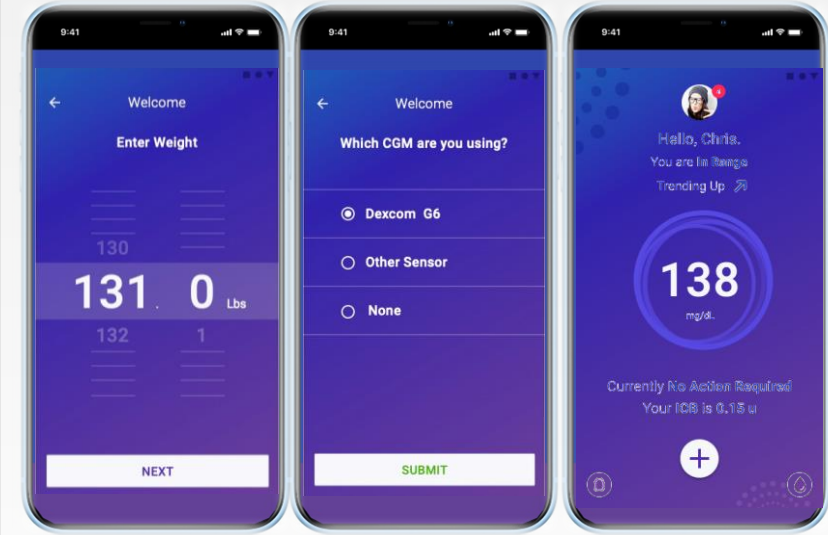 9:41
Welcome
Enter Weight
130
131. 0 Lbs
132 1
NEXT
9:41
Welcome
Which CGM are you using?
Dexcom G6
Other Sensor
None
SUBMIT
9:41
4
Hello, Chris.
You are In Range
Trending Up
138
mg/dl.
Currently No Action Required
Your IOB is 0.15 u